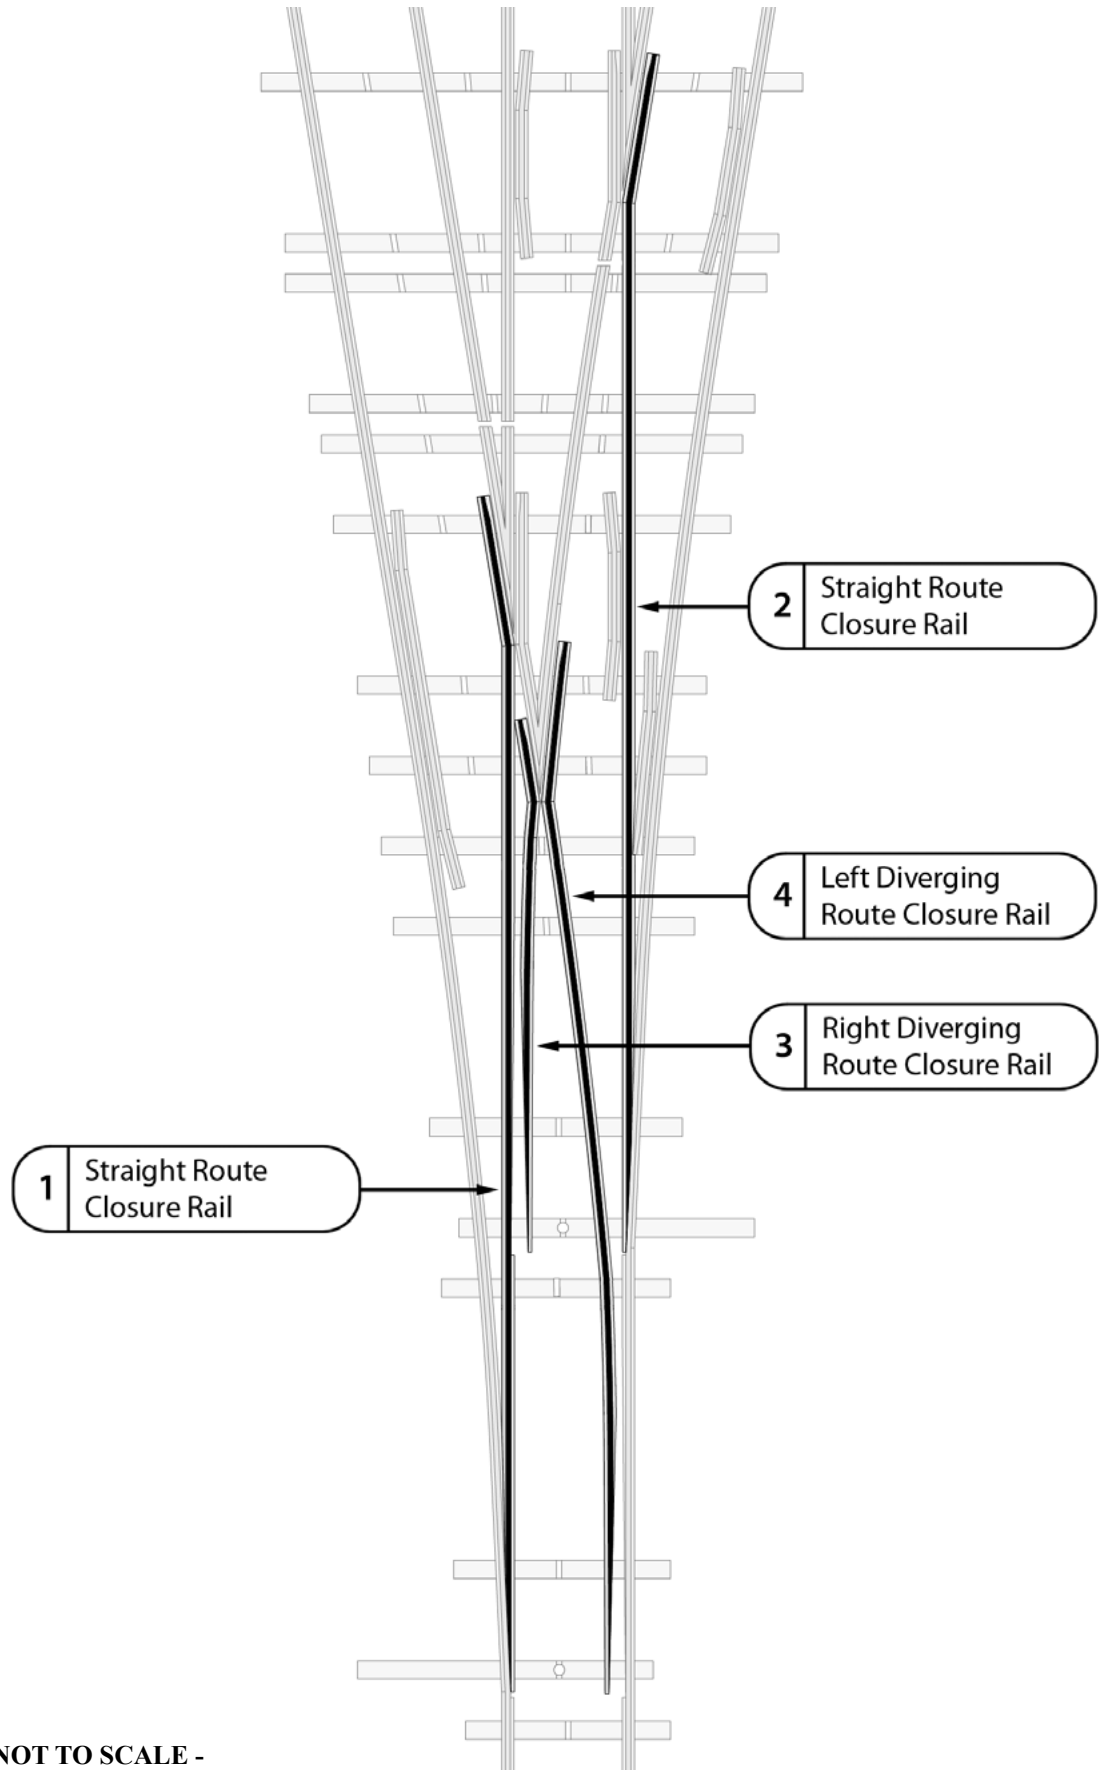 2
Straight Route
Closure Rail
4
Left Diverging
Route Closure Rail
3
Right Diverging
Route Closure Rail
1
Straight Route
Closure Rail
NOT TO SCALE -